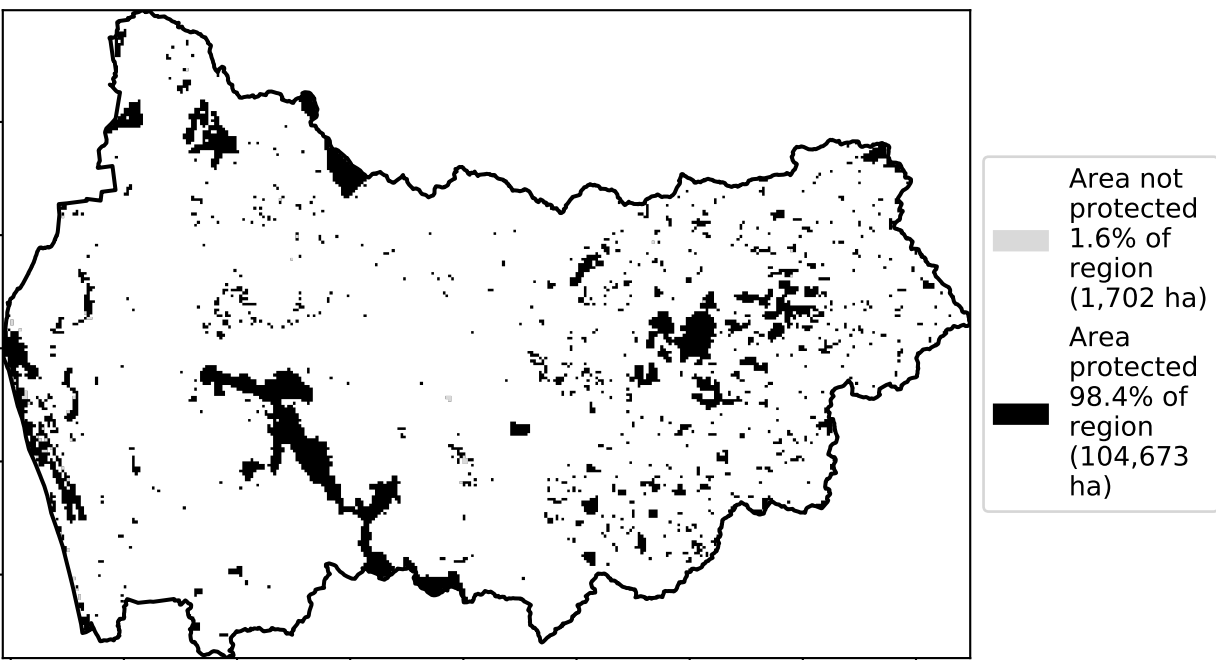 Area not
protected
1.6% of
region
(1,702 ha)
Area
protected
98.4% of
region
(104,673
ha)